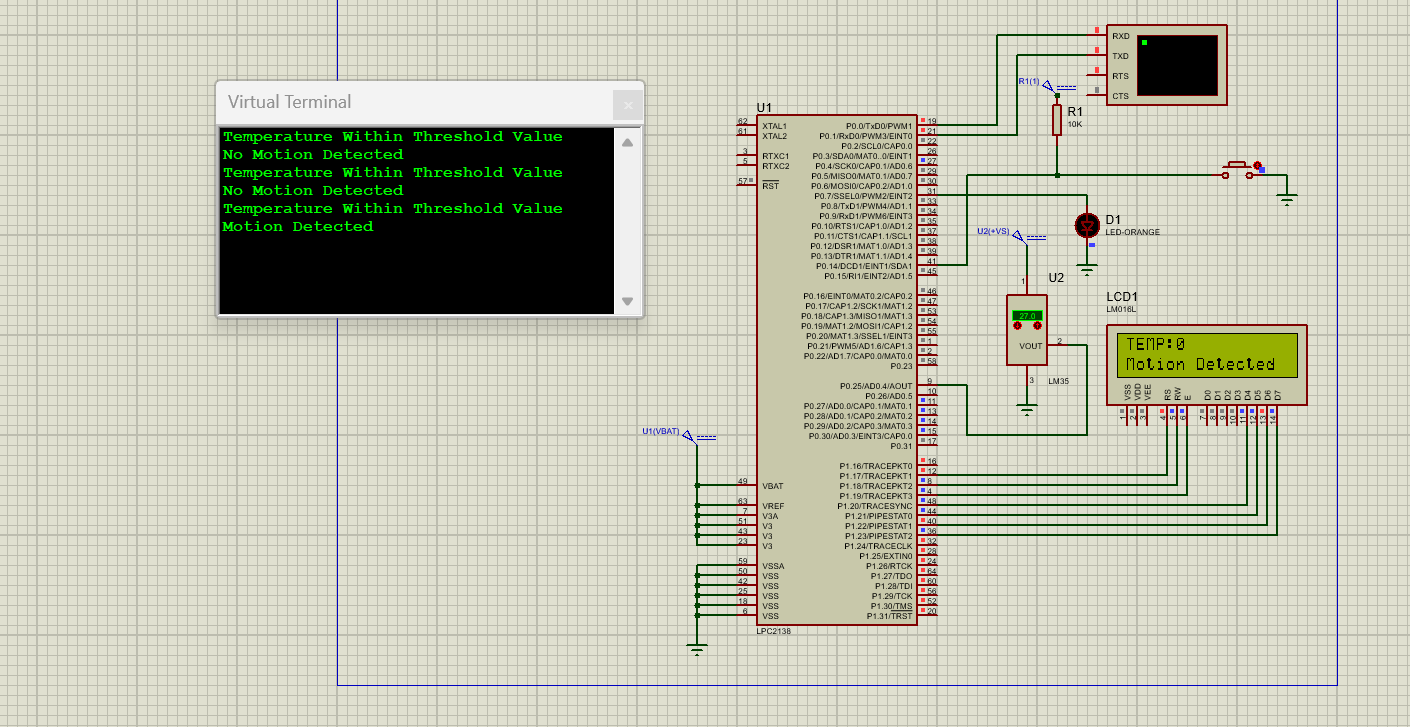 Virtual Terminal
Temperature Within Threshold Value
No Motion Detected
Temperature Within Threshold Value
No Motion Detected
Temperature Within Threshold Value
Motion Detected
RXD
TXD
RTS
CTS
R1(1)
R1
10K
U1
62 XTAL1
61 XTAL2
3 RTXC1
5 RTXC2
57 RST
49 VBAT
63 VREF
7 V3A
51 V3
43 V3
23 V3
59 VSSA
50 VSS
42 VSS
25 VSS
18 VSS
6 VSS
P0.0/TxD0/PWM1 19
P0.1/RxD0/PWM3/EINT0 21
P0.2/SCL0/CAP0.0 22
P0.3/SDA0/MAT0..0/EINT1 26
P0.4/SCK0/CAP0.1/AD0.6 27
P0.5/MISO0/MAT0.1/AD0.7 29
P0.6/MOSI0/CAP0.2/AD1.0 30
P0.7/SSEL0/PWM2/EINT2 31
P0.8/TxD1/PWM4/AD1.1 33
P0.9/RxD1/PWM6/EINT3 34
P0.10/RTS1/CAP1.0/AD1.2 35
P0.11/CTS1/CAP1.1/SCL1 37
P0.12/DSR1/MAT1.0/AD1.3 38
P0.13/DTR1/MAT1.1/AD1.4 39
P0.14/DCD1/EINT1/SDA1 41
P0.15/RI1/EINT2/AD1.5 45
P0.16/EINT0/MAT0.2/CAP0.2 46
P0.17/CAP1.2/SCK1/MAT1.2 47
P0.18/CAP1.3/MISO1/MAT1.3 53
P0.19/MAT1.2/MOSI1/CAP1.2 54
P0.20/MAT1.3/SSEL1/EINT3 55
P0.21/PWM5/AD1.6/CAP1.3 1
P0.22/AD1.7/CAP0.0/MAT0.0 2
P0.23 58
P0.25/AD0.4/AOUT 9
P0.26/AD0.5 10
P0.27/AD0.0/CAP0.1/MAT0.1 11
P0.28/AD0.1/CAP0.2/MAT0.2 13
P0.29/AD0.2/CAP0.3/MAT0.3 14
P0.30/AD0.3/EINT3/CAP0.0 15
P0.31 17
P1.16/TRACEPKT0 16
P1.17/TRACEPKT1 12
P1.18/TRACEPKT2 8
P1.19/TRACEPKT3 4
P1.20/TRACESYNC 48
P1.21/PIPESTAT0 44
P1.22/PIPESTAT1 40
P1.23/PIPESTAT2 36
P1.24/TRACECLK 32
P1.25/EXTIN0 28
P1.26/RTCK 24
P1.27/TDO 64
P1.28/TDI 60
P1.29/TCK 56
P1.30/TMS 52
P1.31/TRST 20
LPC2138
U1(VBAT)
D1
LED-ORANGE
U2(+VS)
U2
1
27.0
VOUT
2
3
LM35
LCD1
LM016L
TEMP:0
Motion Detected
VSS VDD VEE RS RW E D0 D1 D2 D3 D4 D5 D6 D7
1 2 3 4 5 6 7 8 9 10 11 12 13 14